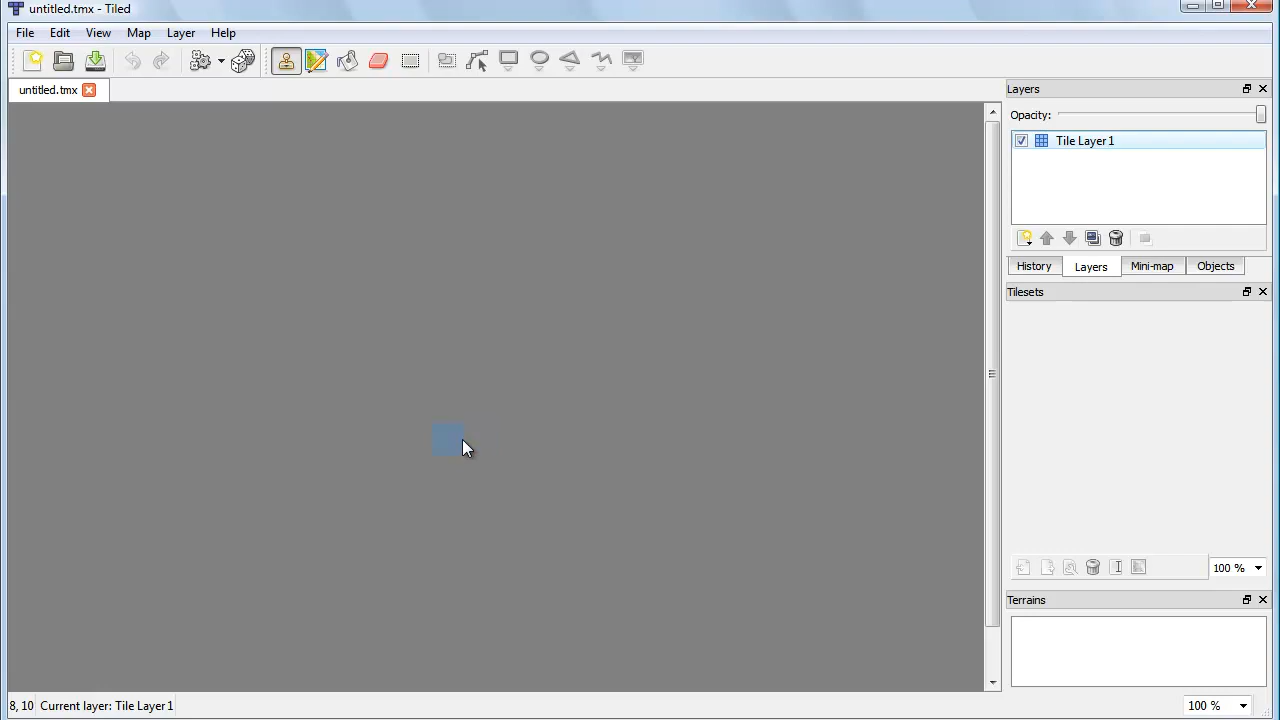 untitled.tmx - Tiled
File Edit View Map Layer Help
untitled.tmx
Layers
Opacity:
Tile Layer 1
History Layers Mini-map Objects
Tilesets
100 %
Terrains
8, 10 Current layer: Tile Layer 1
100 %